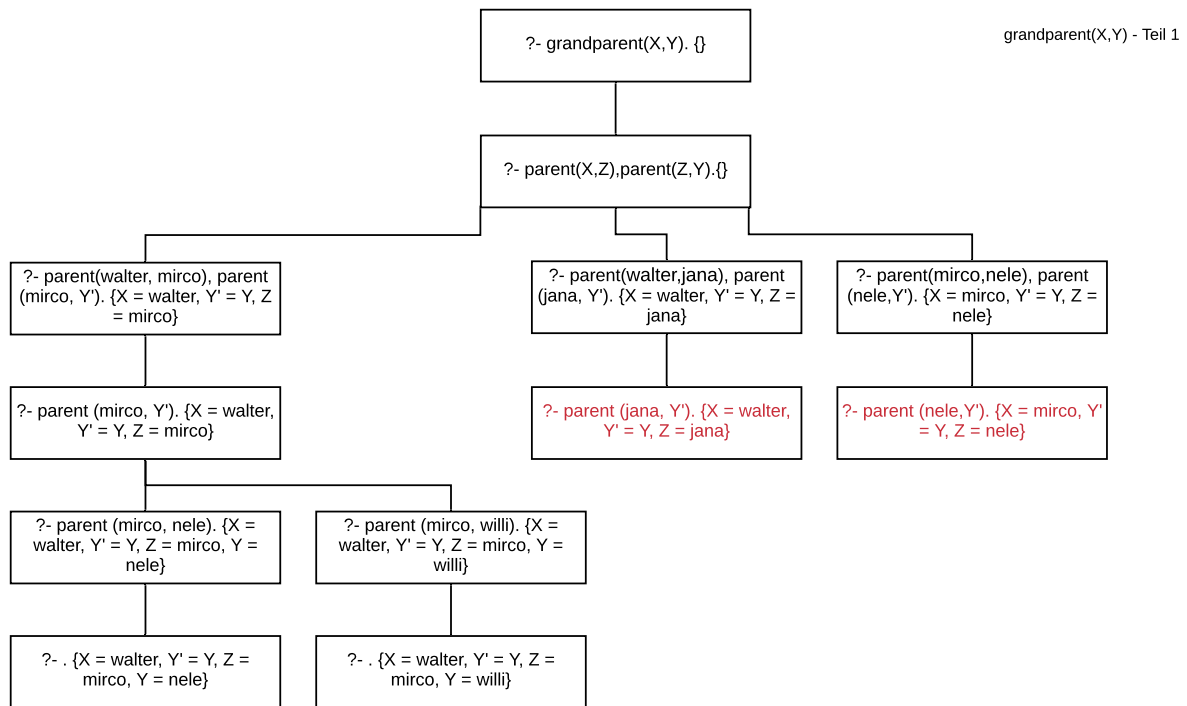 ?- grandparent(X,Y). {}
grandparent(X,Y) - Teil 1
?- parent(X,Z),parent(Z,Y).{}
?- parent(walter, mirco), parent
(mirco, Y'). {X = walter, Y' = Y, Z
= mirco}
?- parent(walter,jana), parent
(jana, Y'). {X = walter, Y' = Y, Z =
jana}
?- parent(mirco,nele), parent
(nele,Y'). {X = mirco, Y' = Y, Z =
nele}
?- parent (mirco, Y'). {X = walter,
Y' = Y, Z = mirco}
?- parent (jana, Y'). {X = walter,
Y' = Y, Z = jana}
?- parent (nele,Y'). {X = mirco, Y'
= Y, Z = nele}
?- parent (mirco, nele). {X =
walter, Y' = Y, Z = mirco, Y =
nele}
?- parent (mirco, willi). {X =
walter, Y' = Y, Z = mirco, Y =
willi}
?- . {X = walter, Y' = Y, Z =
mirco, Y = nele}
?- . {X = walter, Y' = Y, Z =
mirco, Y = willi}